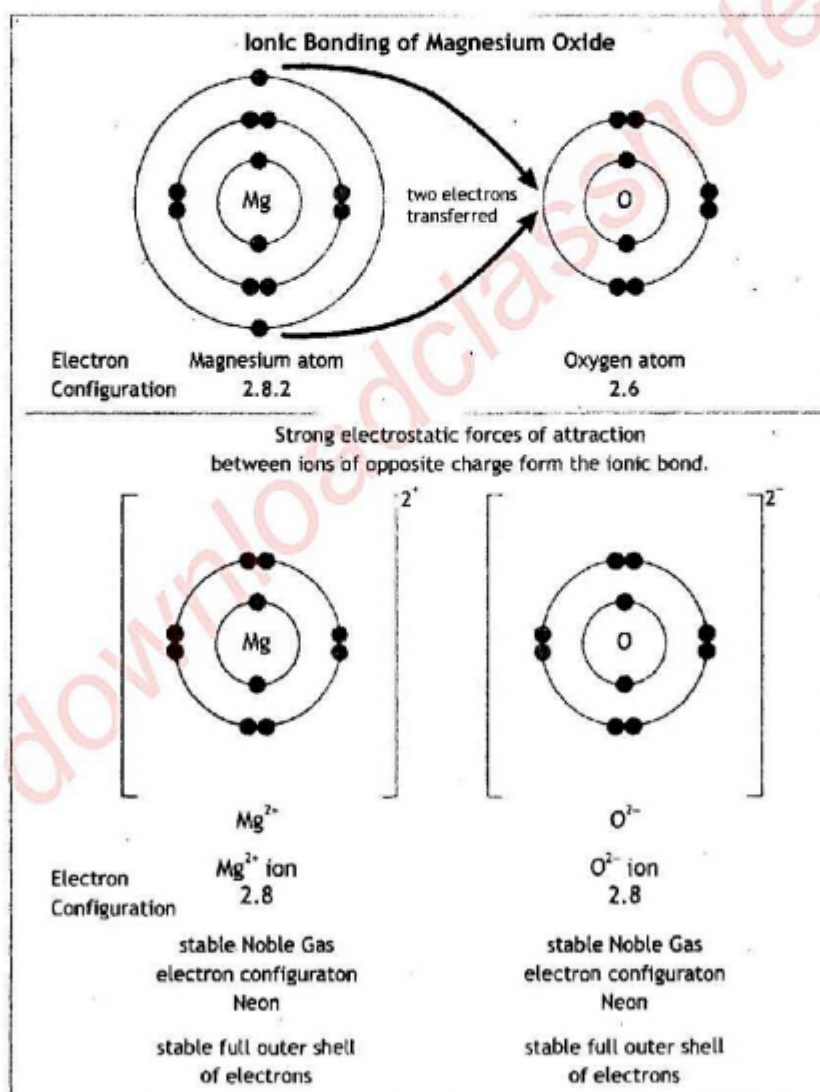 Ionic Bonding of Magnesium Oxide
Mg
two electrons
transferred
O
Electron
Configuration
Magnesium atom
2.8.2
Oxygen atom
2.6
Strong electrostatic forces of attraction
between ions of opposite charge form the ionic bond.
2⁺
2⁻
Mg
O
Mg²⁺
O²⁻
Electron
Configuration
Mg²⁺ ion
2.8
O²⁻ ion
2.8
stable Noble Gas
electron configuraton
Neon
stable Noble Gas
electron configuraton
Neon
stable full outer shell
of electrons
stable full outer shell
of electrons
downloadclassnote